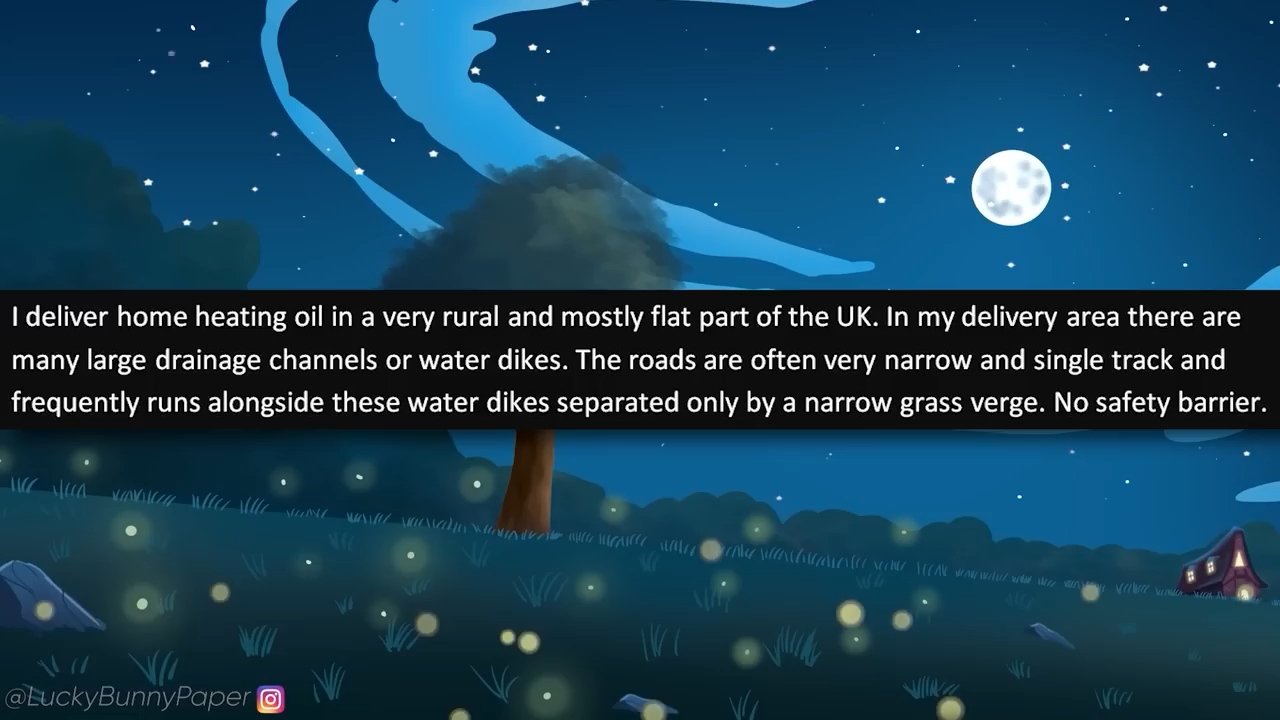 I deliver home heating oil in a very rural and mostly flat part of the UK. In my delivery area there are
many large drainage channels or water dikes. The roads are often very narrow and single track and
frequently runs alongside these water dikes separated only by a narrow grass verge. No safety barrier.
@LuckyBunnyPaper